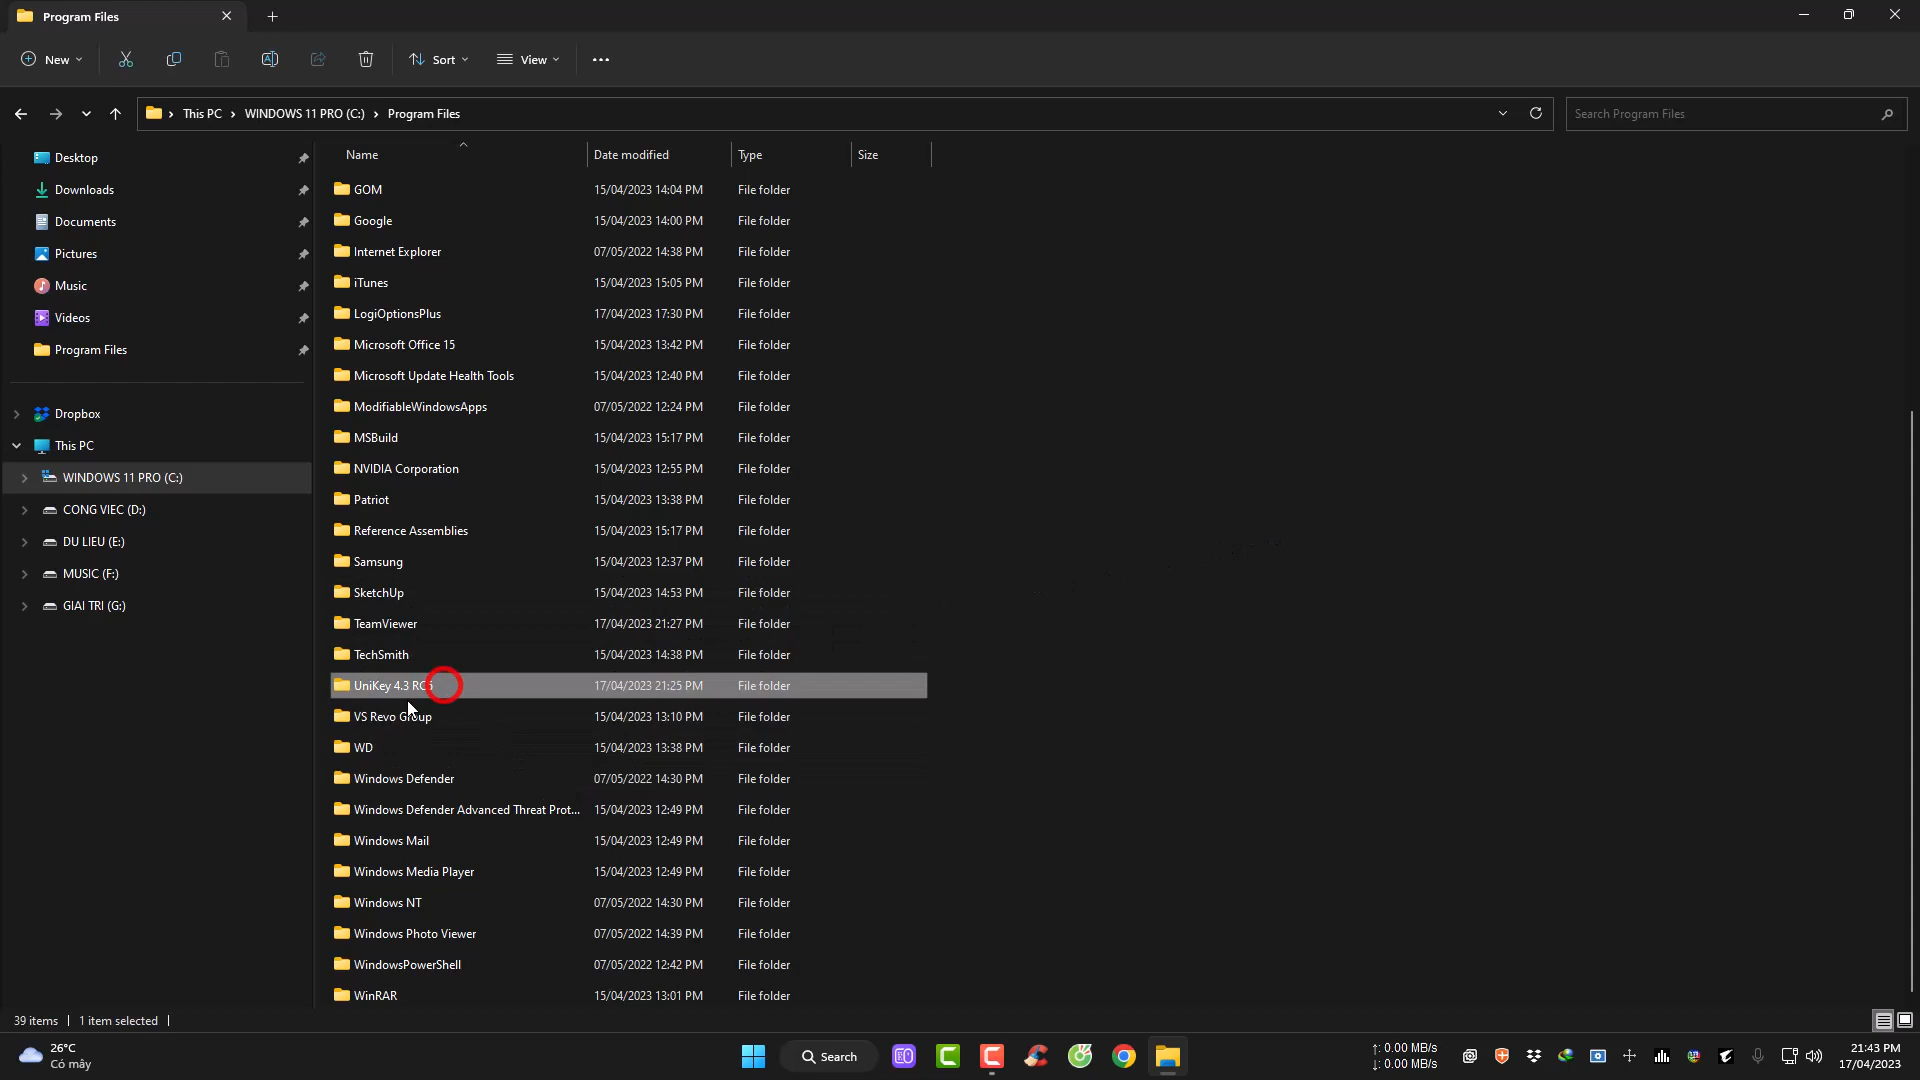 Program Files
New
Sort
View
This PC > WINDOWS 11 PRO (C:) > Program Files
Search Program Files
Desktop
Downloads
Documents
Pictures
Music
Videos
Program Files
Dropbox
This PC
WINDOWS 11 PRO (C:)
CONG VIEC (D:)
DU LIEU (E:)
MUSIC (F:)
GIAI TRI (G:)
Name Date modified Type Size
GOM 15/04/2023 14:04 PM File folder
Google 15/04/2023 14:00 PM File folder
Internet Explorer 07/05/2022 14:38 PM File folder
iTunes 15/04/2023 15:05 PM File folder
LogiOptionsPlus 17/04/2023 17:30 PM File folder
Microsoft Office 15 15/04/2023 13:42 PM File folder
Microsoft Update Health Tools 15/04/2023 12:40 PM File folder
ModifiableWindowsApps 07/05/2022 12:24 PM File folder
MSBuild 15/04/2023 15:17 PM File folder
NVIDIA Corporation 15/04/2023 12:55 PM File folder
Patriot 15/04/2023 13:38 PM File folder
Reference Assemblies 15/04/2023 15:17 PM File folder
Samsung 15/04/2023 12:37 PM File folder
SketchUp 15/04/2023 14:53 PM File folder
TeamViewer 17/04/2023 21:27 PM File folder
TechSmith 15/04/2023 14:38 PM File folder
UniKey 4.3 RC5 17/04/2023 21:25 PM File folder
VS Revo Group 15/04/2023 13:10 PM File folder
WD 15/04/2023 13:38 PM File folder
Windows Defender 07/05/2022 14:30 PM File folder
Windows Defender Advanced Threat Prot... 15/04/2023 12:49 PM File folder
Windows Mail 15/04/2023 12:49 PM File folder
Windows Media Player 15/04/2023 12:49 PM File folder
Windows NT 07/05/2022 14:30 PM File folder
Windows Photo Viewer 07/05/2022 14:39 PM File folder
WindowsPowerShell 07/05/2022 12:42 PM File folder
WinRAR 15/04/2023 13:01 PM File folder
39 items 1 item selected
26°C
Có mây
Search
↑: 0.00 MB/s
↓: 0.00 MB/s
21:43 PM
17/04/2023